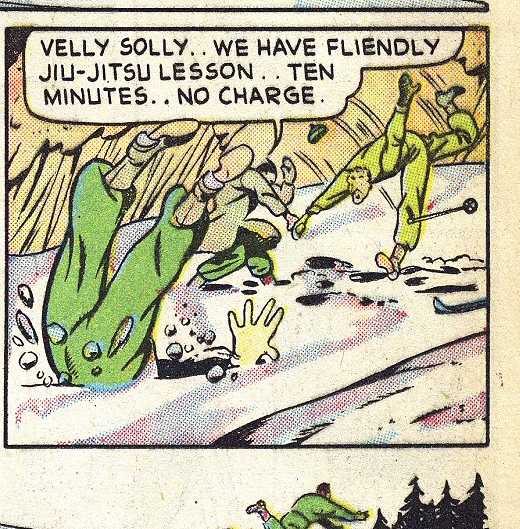 VELLY SOLLY.. WE HAVE FLIENDLY
JIU-JITSU LESSON.. TEN
MINUTES.. NO CHARGE.